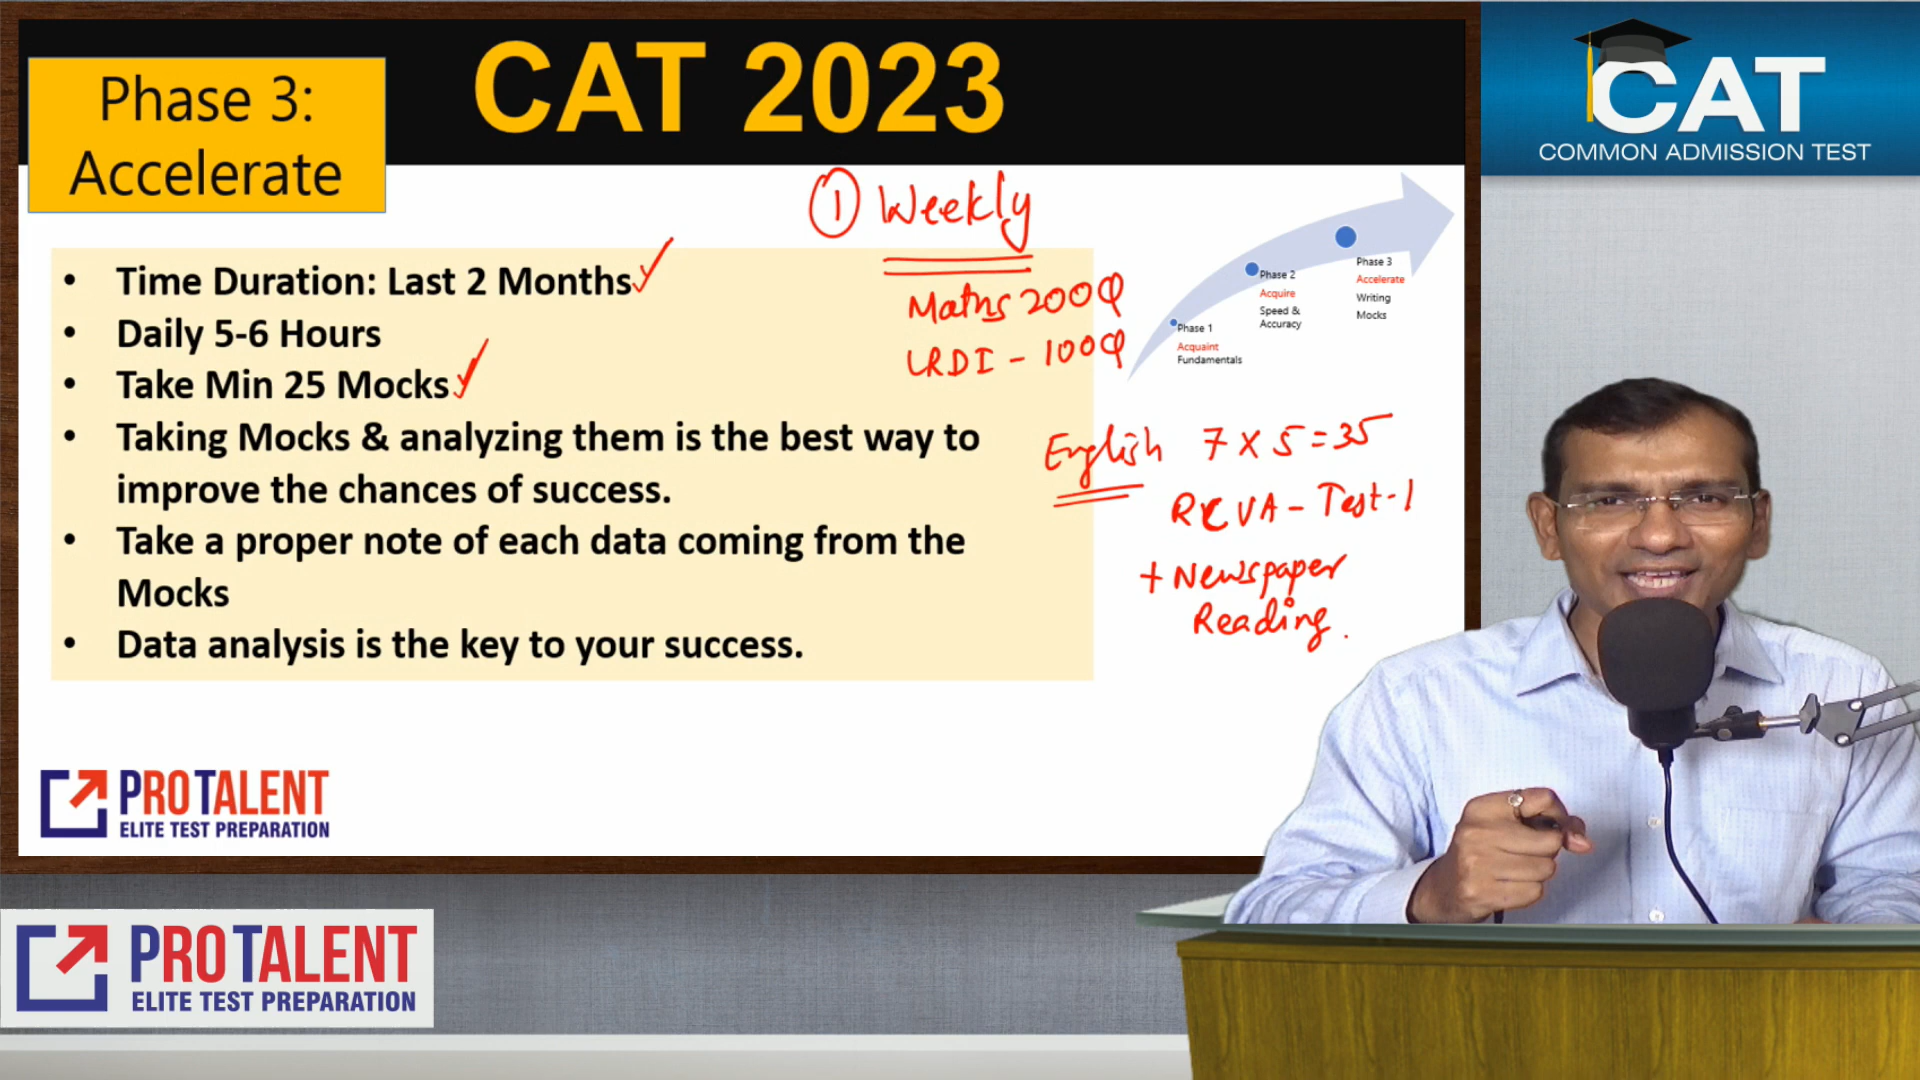 CAT 2023
Phase 3:
Accelerate
CAT
COMMON ADMISSION TEST
① Weekly
Maths 200Q
LRDI - 100Q
• Time Duration: Last 2 Months
• Daily 5-6 Hours
• Take Min 25 Mocks
• Taking Mocks & analyzing them is the best way to
improve the chances of success.
• Take a proper note of each data coming from the
Mocks
• Data analysis is the key to your success.
Phase 1
Acquaint
Fundamentals
Phase 2
Acquire
Speed &
Accuracy
Phase 3
Accelerate
Writing
Mocks
English 7 x 5 = 35
RCVA - Test-1
+ Newspaper
Reading.
PROTALENT
ELITE TEST PREPARATION
PROTALENT
ELITE TEST PREPARATION